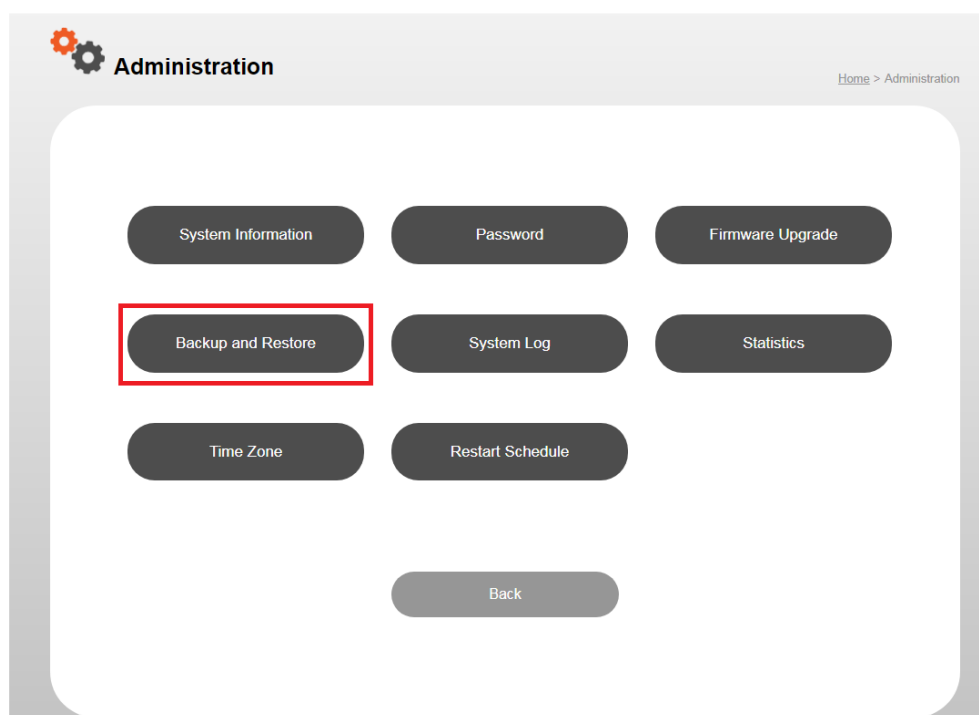 Administration
Home > Administration
System Information
Password
Firmware Upgrade
Backup and Restore
System Log
Statistics
Time Zone
Restart Schedule
Back